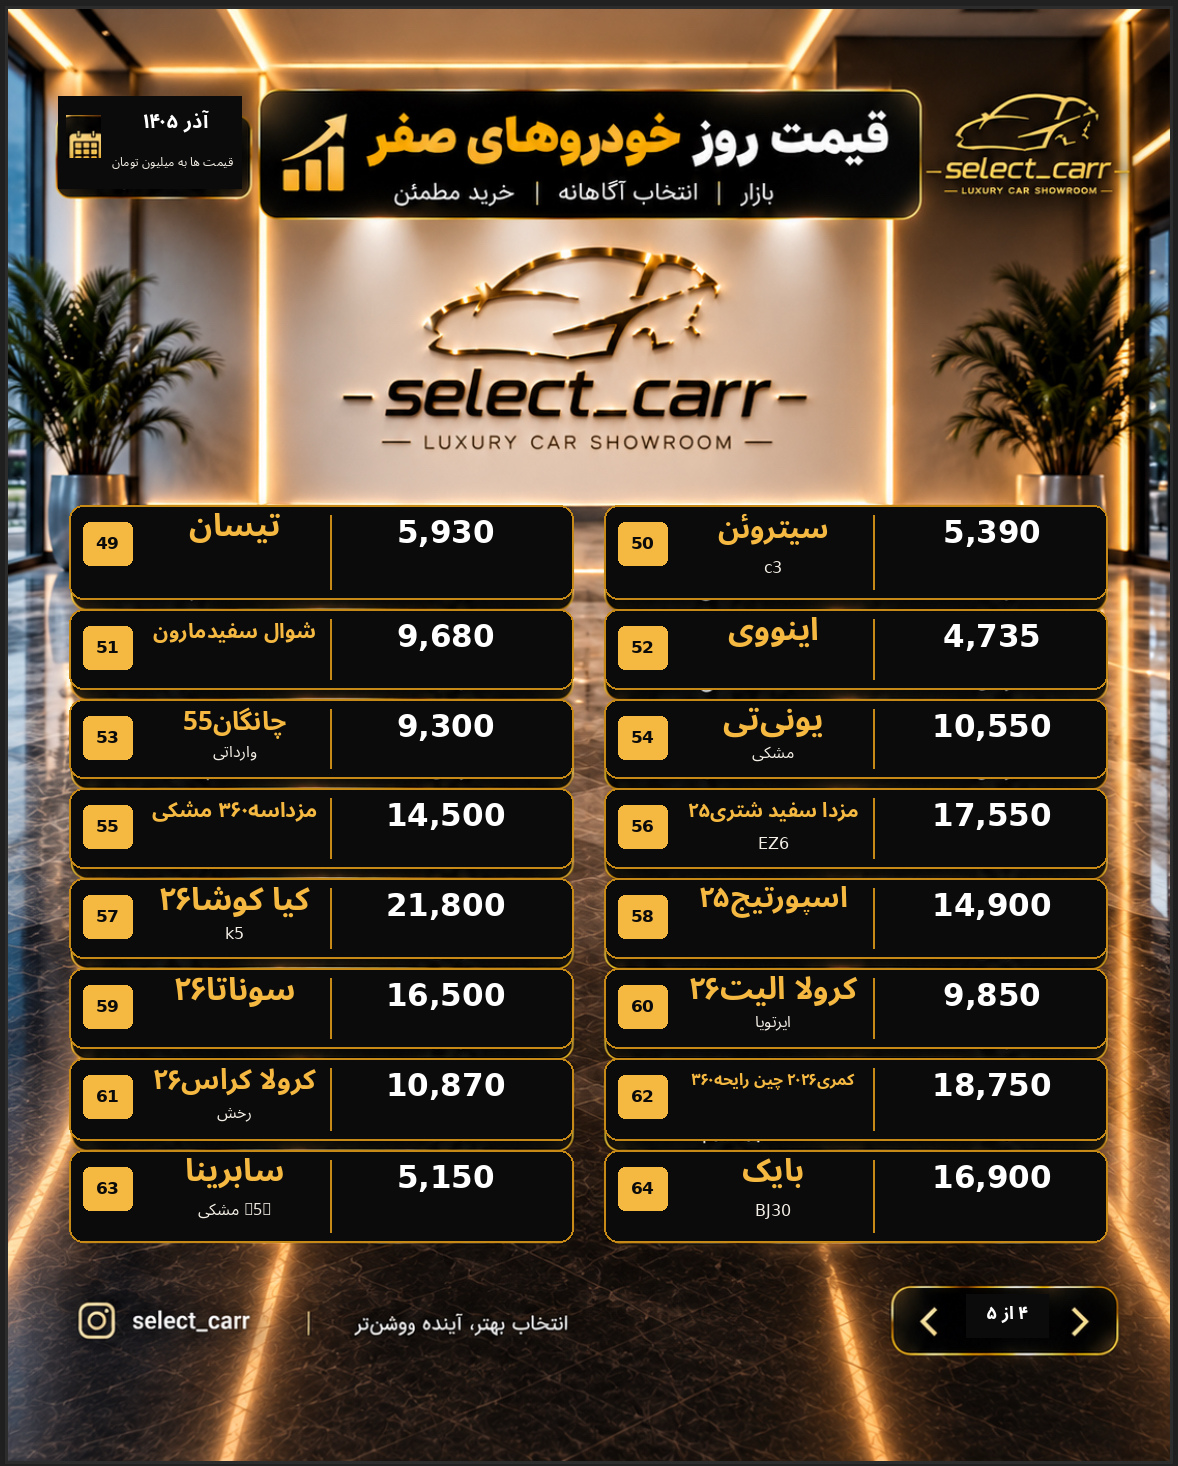 آذر ۱۴۰۵
قیمت ها به میلیون تومان
قیمت روز خودروهای صفر
بازار | انتخاب آگاهانه | خرید مطمئن
select_carr
LUXURY CAR SHOWROOM
select_carr
LUXURY CAR SHOWROOM
49 تیسان 5,930
50 سیتروئن 5,390
c3
51 شوال سفیدمارون 9,680
52 اینووی 4,735
53 چانگان55 9,300
وارداتی
54 یونی‌تی 10,550
مشکی
55 مزداسه۳۶۰ مشکی 14,500
56 مزدا سفید شتری۲۵ 17,550
EZ6
57 کیا کوشا۲۶ 21,800
k5
58 اسپورتیج۲۵ 14,900
59 سوناتا۲۶ 16,500
60 کرولا الیت۲۶ 9,850
ایرتویا
61 کرولا کراس۲۶ 10,870
رخش
62 کمری۲۰۲۶ چین رایحه۳۶۰ 18,750
63 سابرینا 5,150
5 مشکی
64 بایک 16,900
BJ30
select_carr | انتخاب بهتر، آینده ووشن‌تر
۴ از ۵